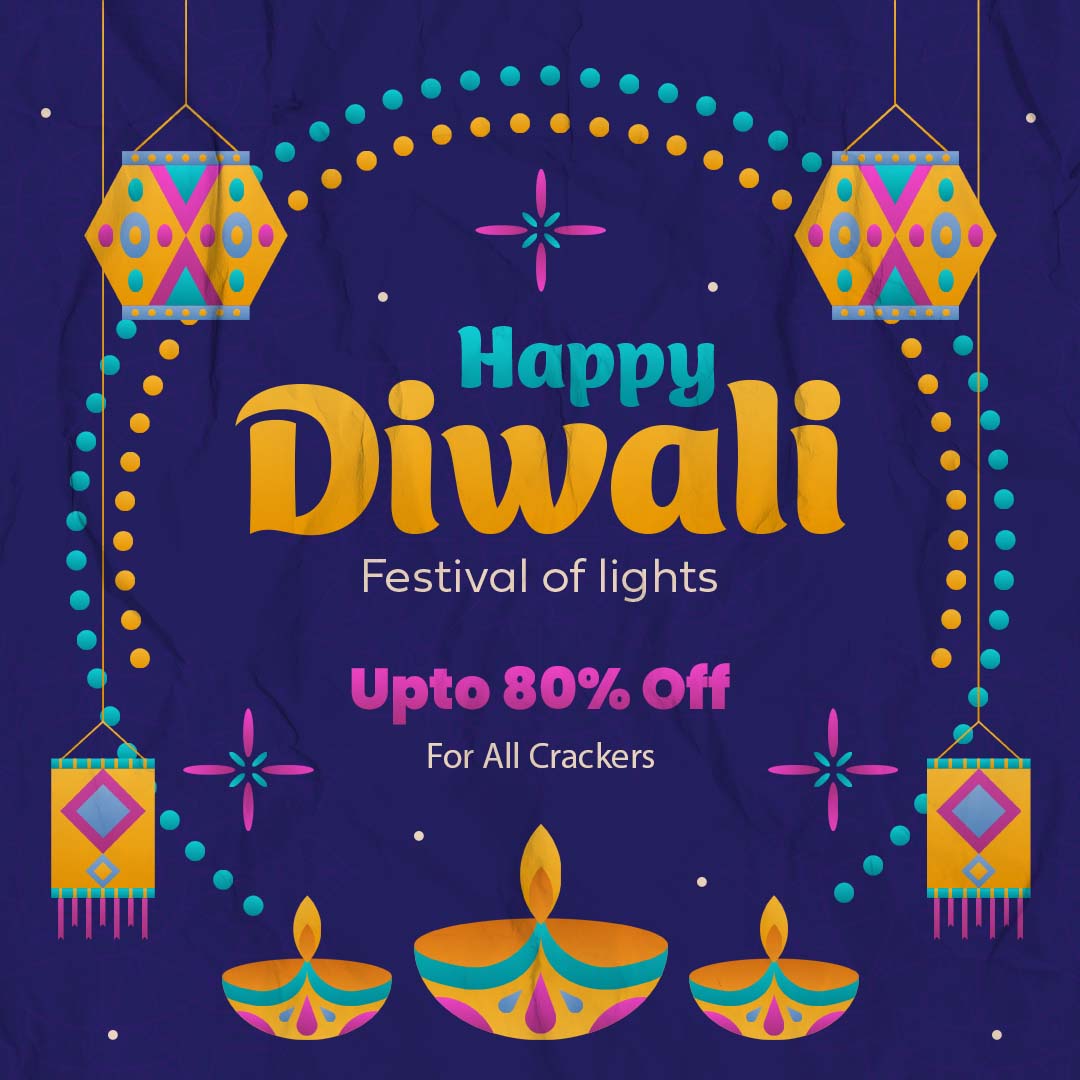 Happy
Diwali
Festival of lights
Upto 80% Off
For All Crackers